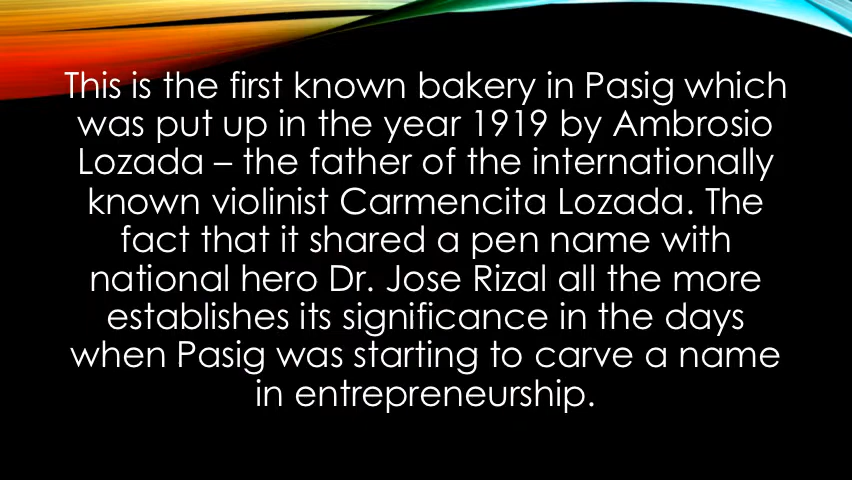 This is the first known bakery in Pasig which
was put up in the year 1919 by Ambrosio
Lozada – the father of the internationally
known violinist Carmencita Lozada. The
fact that it shared a pen name with
national hero Dr. Jose Rizal all the more
establishes its significance in the days
when Pasig was starting to carve a name
in entrepreneurship.